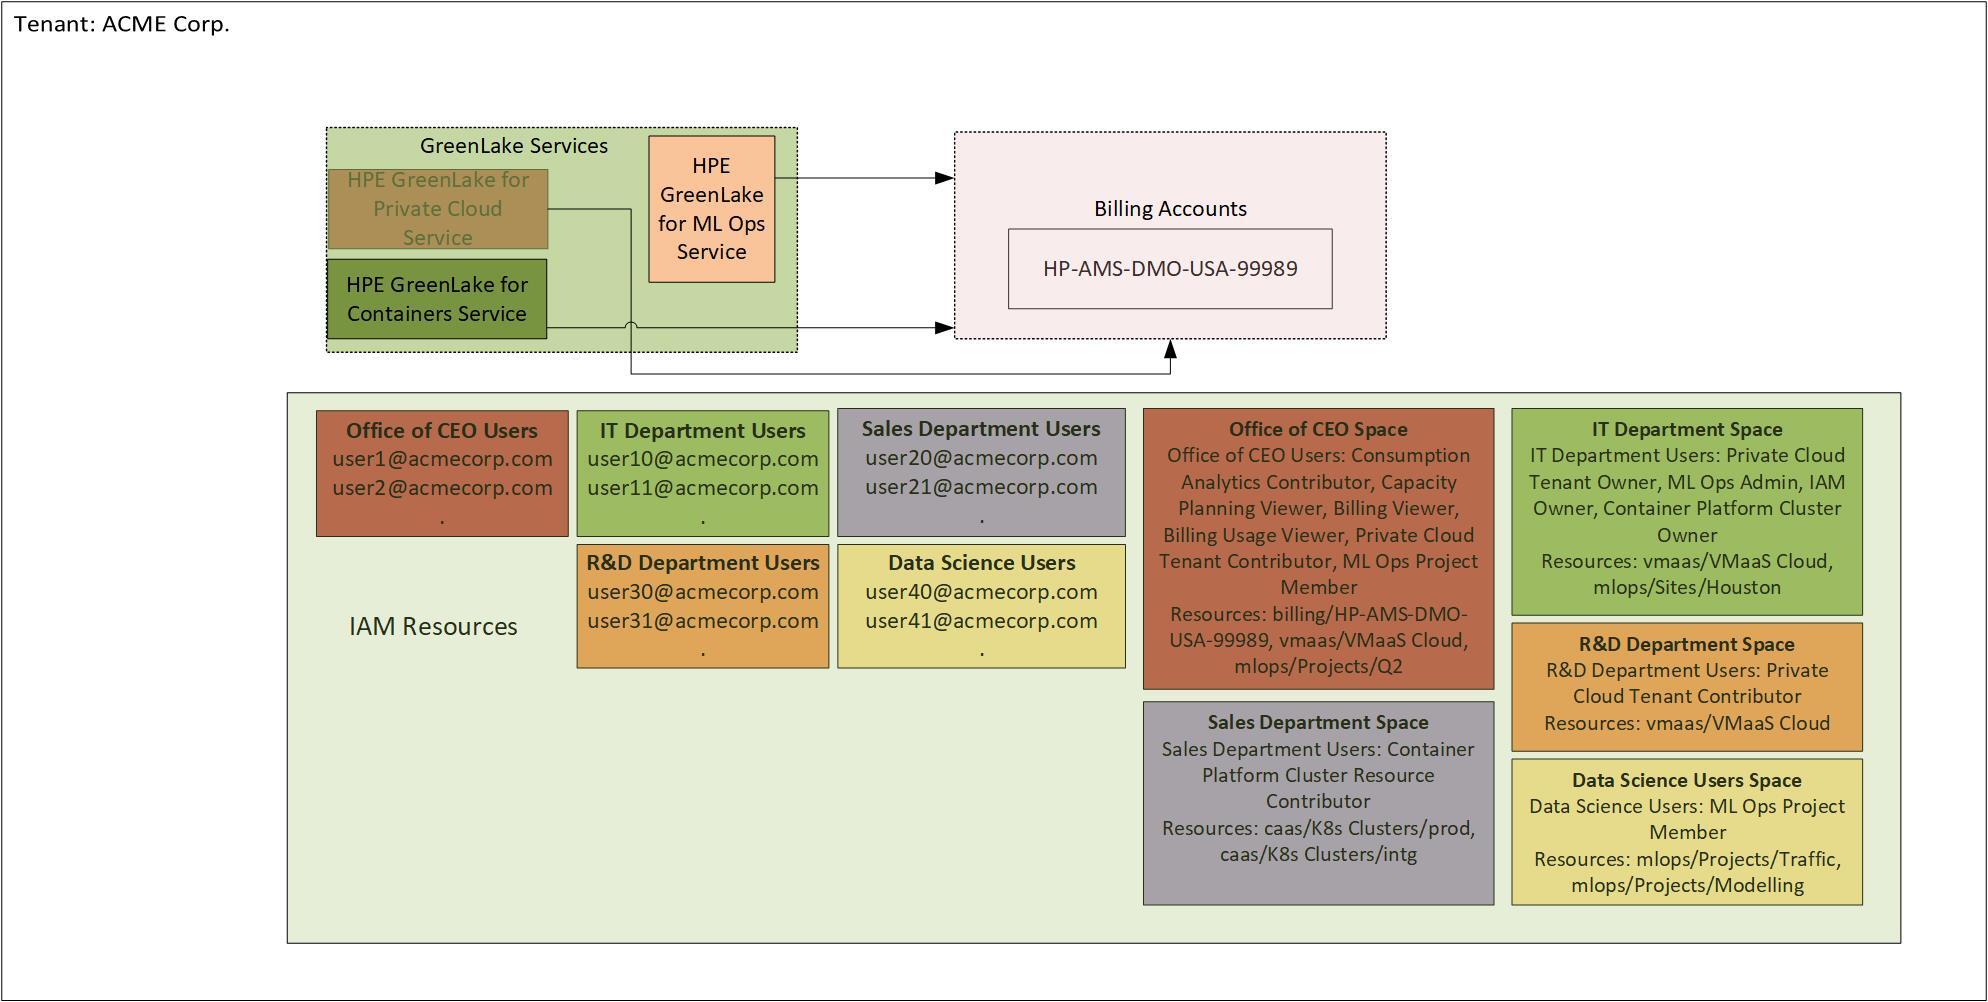 Tenant: ACME Corp.
GreenLake Services
HPE GreenLake for
Private Cloud
Service
HPE
GreenLake
for ML Ops
Service
HPE GreenLake for
Containers Service
Billing Accounts
HP-AMS-DMO-USA-99989
Office of CEO Users
user1@acmecorp.com
user2@acmecorp.com
.
IT Department Users
user10@acmecorp.com
user11@acmecorp.com
.
Sales Department Users
user20@acmecorp.com
user21@acmecorp.com
.
R&D Department Users
user30@acmecorp.com
user31@acmecorp.com
.
Data Science Users
user40@acmecorp.com
user41@acmecorp.com
.
IAM Resources
Office of CEO Space
Office of CEO Users: Consumption
Analytics Contributor, Capacity
Planning Viewer, Billing Viewer,
Billing Usage Viewer, Private Cloud
Tenant Contributor, ML Ops Project
Member
Resources: billing/HP-AMS-DMO-
USA-99989, vmaas/VMaaS Cloud,
mlops/Projects/Q2
IT Department Space
IT Department Users: Private Cloud
Tenant Owner, ML Ops Admin, IAM
Owner, Container Platform Cluster
Owner
Resources: vmaas/VMaaS Cloud,
mlops/Sites/Houston
R&D Department Space
R&D Department Users: Private
Cloud Tenant Contributor
Resources: vmaas/VMaaS Cloud
Sales Department Space
Sales Department Users: Container
Platform Cluster Resource
Contributor
Resources: caas/K8s Clusters/prod,
caas/K8s Clusters/intg
Data Science Users Space
Data Science Users: ML Ops Project
Member
Resources: mlops/Projects/Traffic,
mlops/Projects/Modelling